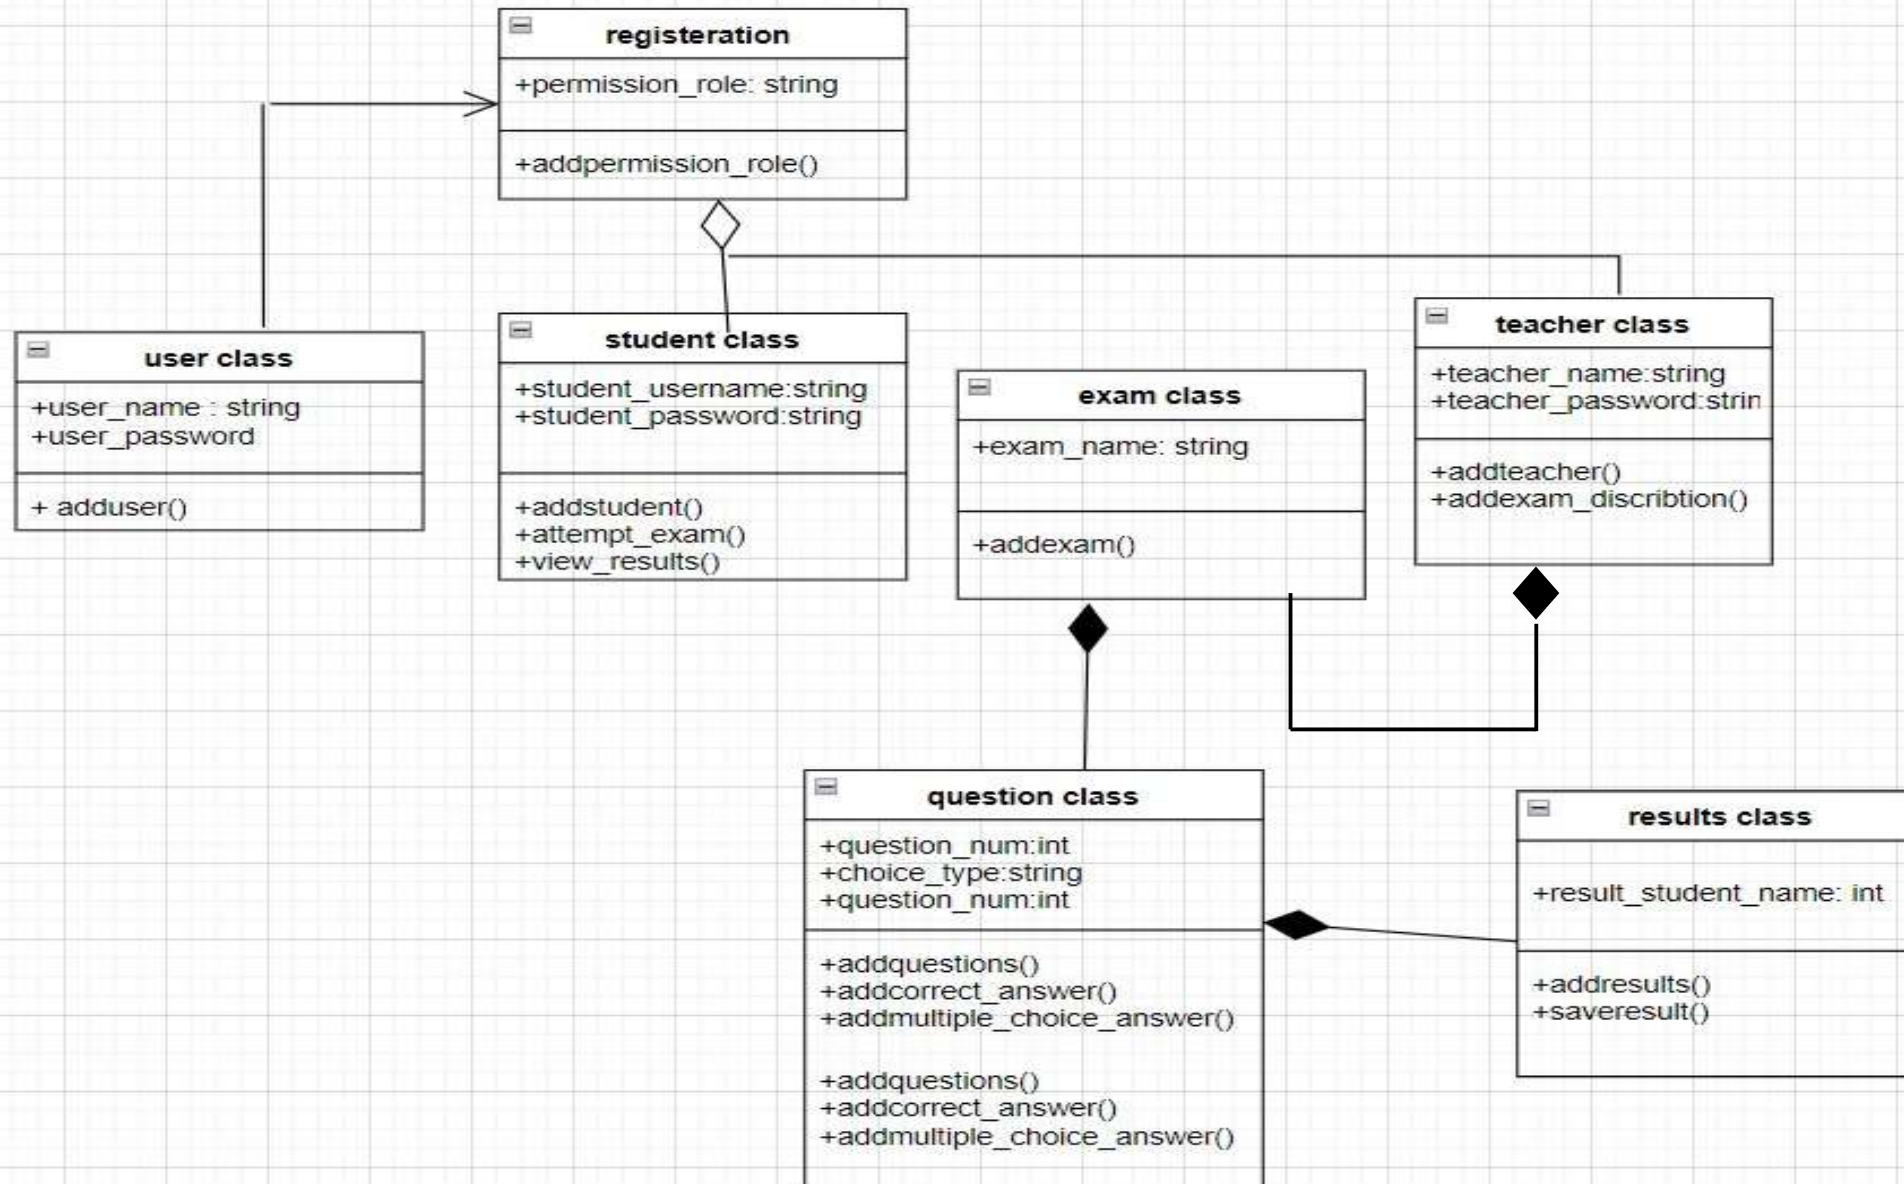 registeration
+permission_role: string
+addpermission_role()
user class
+user_name : string
+user_password
+ adduser()
student class
+student_username:string
+student_password:string
+addstudent()
+attempt_exam()
+view_results()
exam class
+exam_name: string
+addexam()
teacher class
+teacher_name:string
+teacher_password:strin
+addteacher()
+addexam_discribtion()
question class
+question_num:int
+choice_type:string
+question_num:int
+addquestions()
+addcorrect_answer()
+addmultiple_choice_answer()
+addquestions()
+addcorrect_answer()
+addmultiple_choice_answer()
results class
+result_student_name: int
+addresults()
+saveresult()